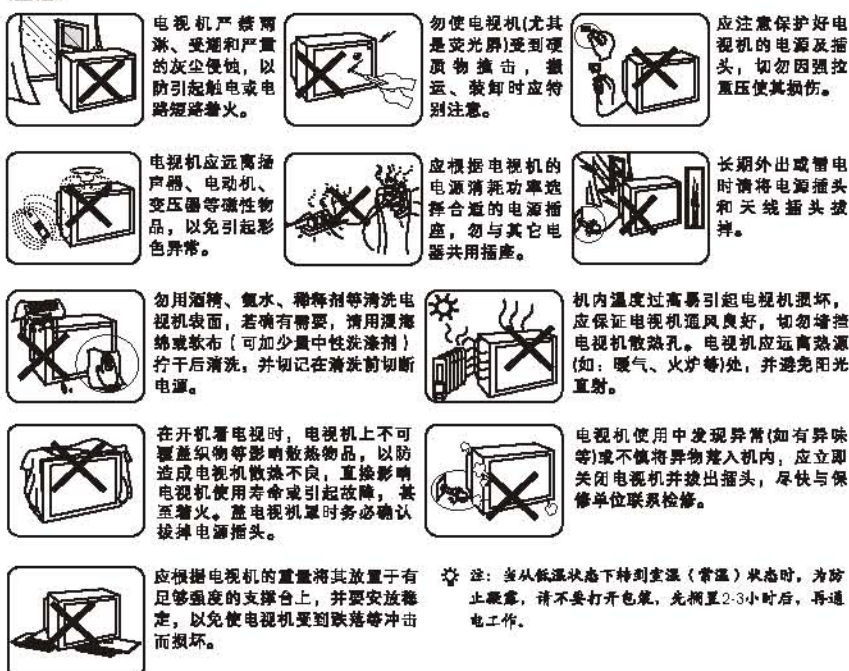 电视机严禁雨
淋、受潮和严重
的灰尘侵蚀，以
防引起触电或电
路短路着火。
勿使电视机(尤其
是荧光屏)受到硬
质物撞击，搬
运、装卸时应特
别注意。
应注意保护好电
视机的电源及插
头，切勿因强拉
重压使其损伤。
电视机应远离扬
声器、电动机、
变压器等磁性物
品，以免引起彩
色异常。
应根据电视机的
电源消耗功率选
择合适的电源插
座，勿与其它电
器共用插座。
长期外出或雷电
时请将电源插头
和天线插头拔
掉。
勿用酒精、氨水、稀释剂等清洗电
视机表面，若确有需要，请用湿海
绵或软布（可加少量中性洗涤剂）
拧干后清洗，并切记在清洗前切断
电源。
机内温度过高易引起电视机损坏，
应保证电视机通风良好，切勿堵挡
电视机散热孔。电视机应远离热源
(如：暖气、火炉等)处，并避免阳光
直射。
在开机看电视时，电视机上不可
覆盖织物等影响散热物品，以防
造成电视机散热不良，直接影响
电视机使用寿命或引起故障，甚
至着火。盖电视机罩时务必确认
拔掉电源插头。
电视机使用中发现异常(如有异味
等)或不慎将异物落入机内，应立即
关闭电视机并拔出插头，尽快与保
修单位联系检修。
应根据电视机的重量将其放置于有
足够强度的支撑台上，并要安放稳
定，以免使电视机受到跌落等冲击
而损坏。
注：当从低温状态下转到室温（常温）状态时，为防
止凝露，请不要打开包装，先搁置2-3小时后，再通
电工作。